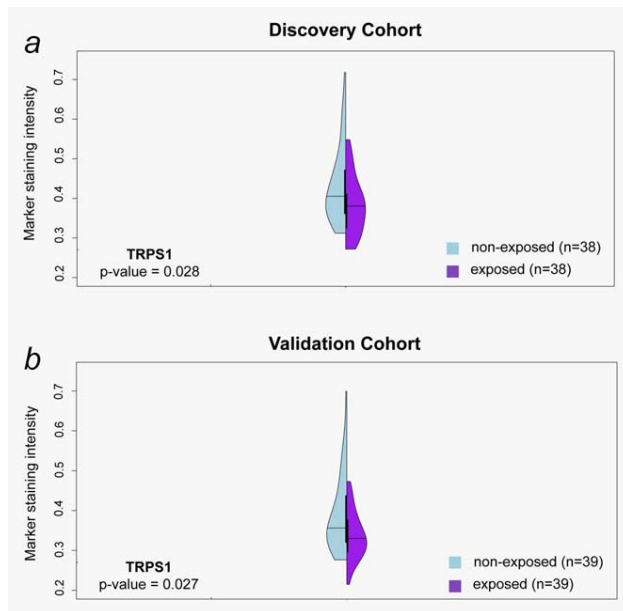 a
Discovery Cohort
Marker staining intensity
0.7
0.6
0.5
0.4
0.3
0.2
TRPS1
p-value = 0.028
non-exposed (n=38)
exposed (n=38)
b
Validation Cohort
Marker staining intensity
0.7
0.6
0.5
0.4
0.3
0.2
TRPS1
p-value = 0.027
non-exposed (n=39)
exposed (n=39)